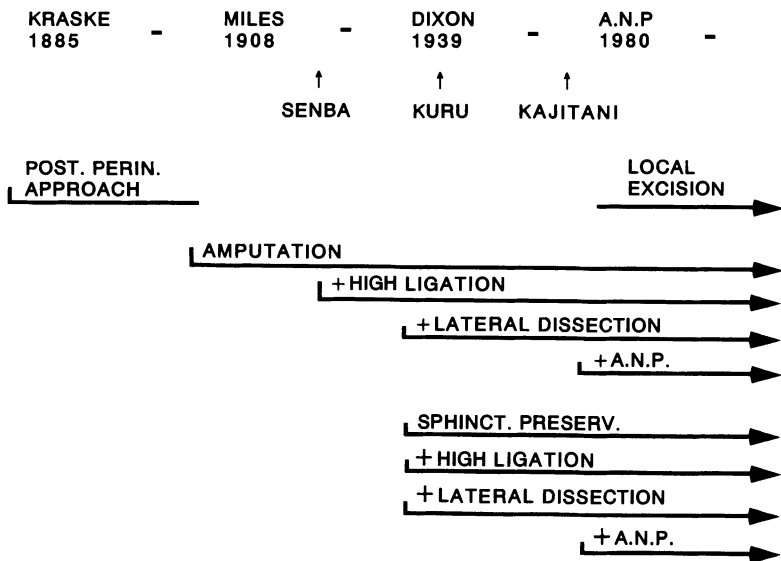 KRASKE - MILES - DIXON - A.N.P -
1885 1908 1939 1980
SENBA KURU KAJITANI
POST. PERIN.
APPROACH
LOCAL
EXCISION
AMPUTATION
+HIGH LIGATION
+LATERAL DISSECTION
+A.N.P.
SPHINCT. PRESERV.
+HIGH LIGATION
+LATERAL DISSECTION
+A.N.P.